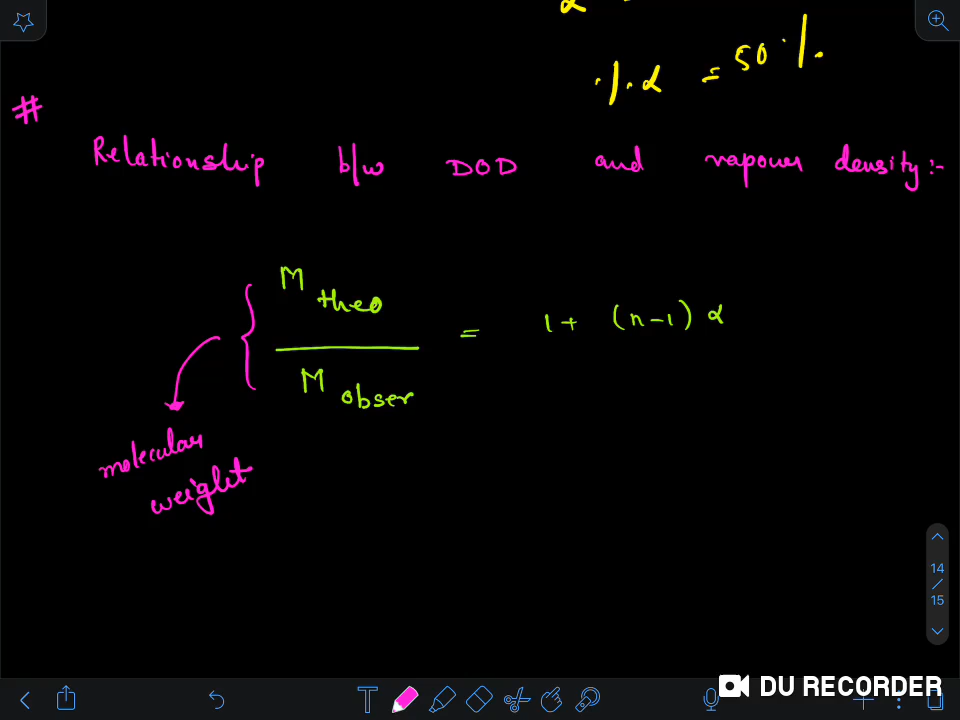 % α = 50 %
#
Relationship b/w DOD and vapour density:-
M theo
M obser
= 1 + (n-1) α
molecular
weight
14
/
15
T
DU RECORDER